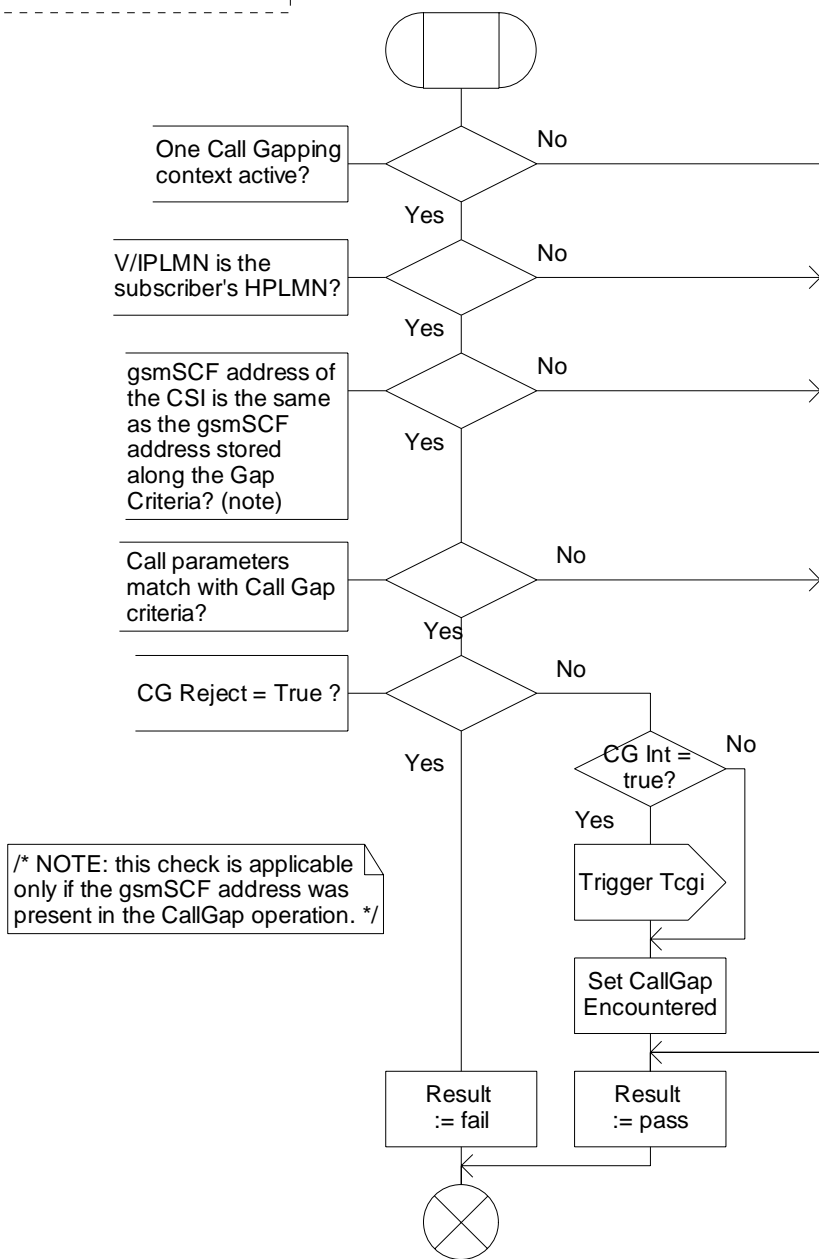 One Call Gapping
context active?
No
Yes
V/IPLMN is the
subscriber's HPLMN?
No
Yes
gsmSCF address of
the CSI is the same
as the gsmSCF
address stored
along the Gap
Criteria? (note)
No
Yes
Call parameters
match with Call Gap
criteria?
No
Yes
CG Reject = True ?
No
Yes
CG Int =
true?
No
Yes
Trigger Tcgi
/* NOTE: this check is applicable
only if the gsmSCF address was
present in the CallGap operation. */
Set CallGap
Encountered
Result
:= fail
Result
:= pass